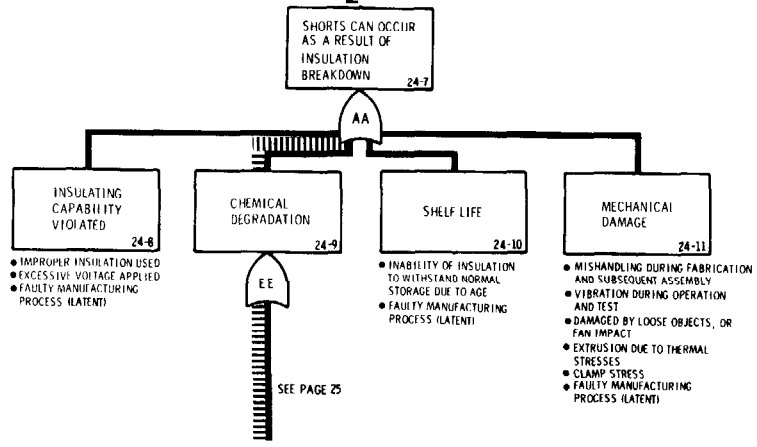 SHORTS CAN OCCUR
AS A RESULT OF
INSULATION
BREAKDOWN
24-7
AA
INSULATING
CAPABILITY
VIOLATED
24-8
● IMPROPER INSULATION USED
● EXCESSIVE VOLTAGE APPLIED
● FAULTY MANUFACTURING
PROCESS (LATENT)
CHEMICAL
DEGRADATION
24-9
EE
SEE PAGE 25
SHELF LIFE
24-10
● INABILITY OF INSULATION
TO WITHSTAND NORMAL
STORAGE DUE TO AGE
● FAULTY MANUFACTURING
PROCESS (LATENT)
MECHANICAL
DAMAGE
24-11
● MISHANDLING DURING FABRICATION
AND SUBSEQUENT ASSEMBLY
● VIBRATION DURING OPERATION
AND TEST
● DAMAGED BY LOOSE OBJECTS, OR
FAN IMPACT
● EXTRUSION DUE TO THERMAL
STRESSES
● CLAMP STRESS
● FAULTY MANUFACTURING
PROCESS (LATENT)